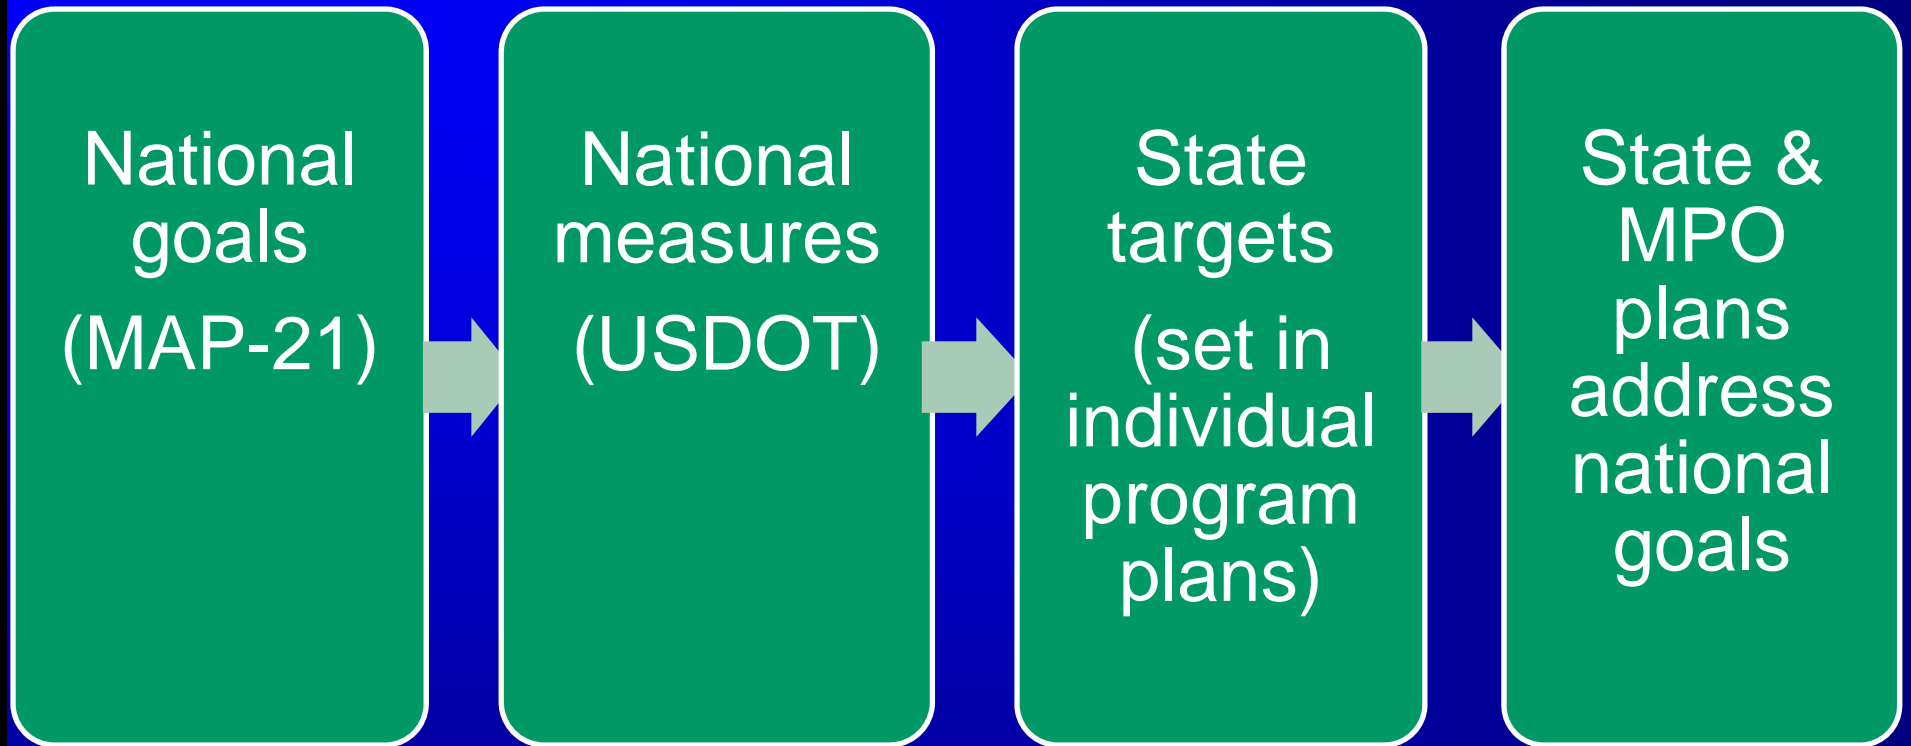 National
goals
(MAP-21)
National
measures
(USDOT)
State
targets
(set in
individual
program
plans)
State &
MPO
plans
address
national
goals